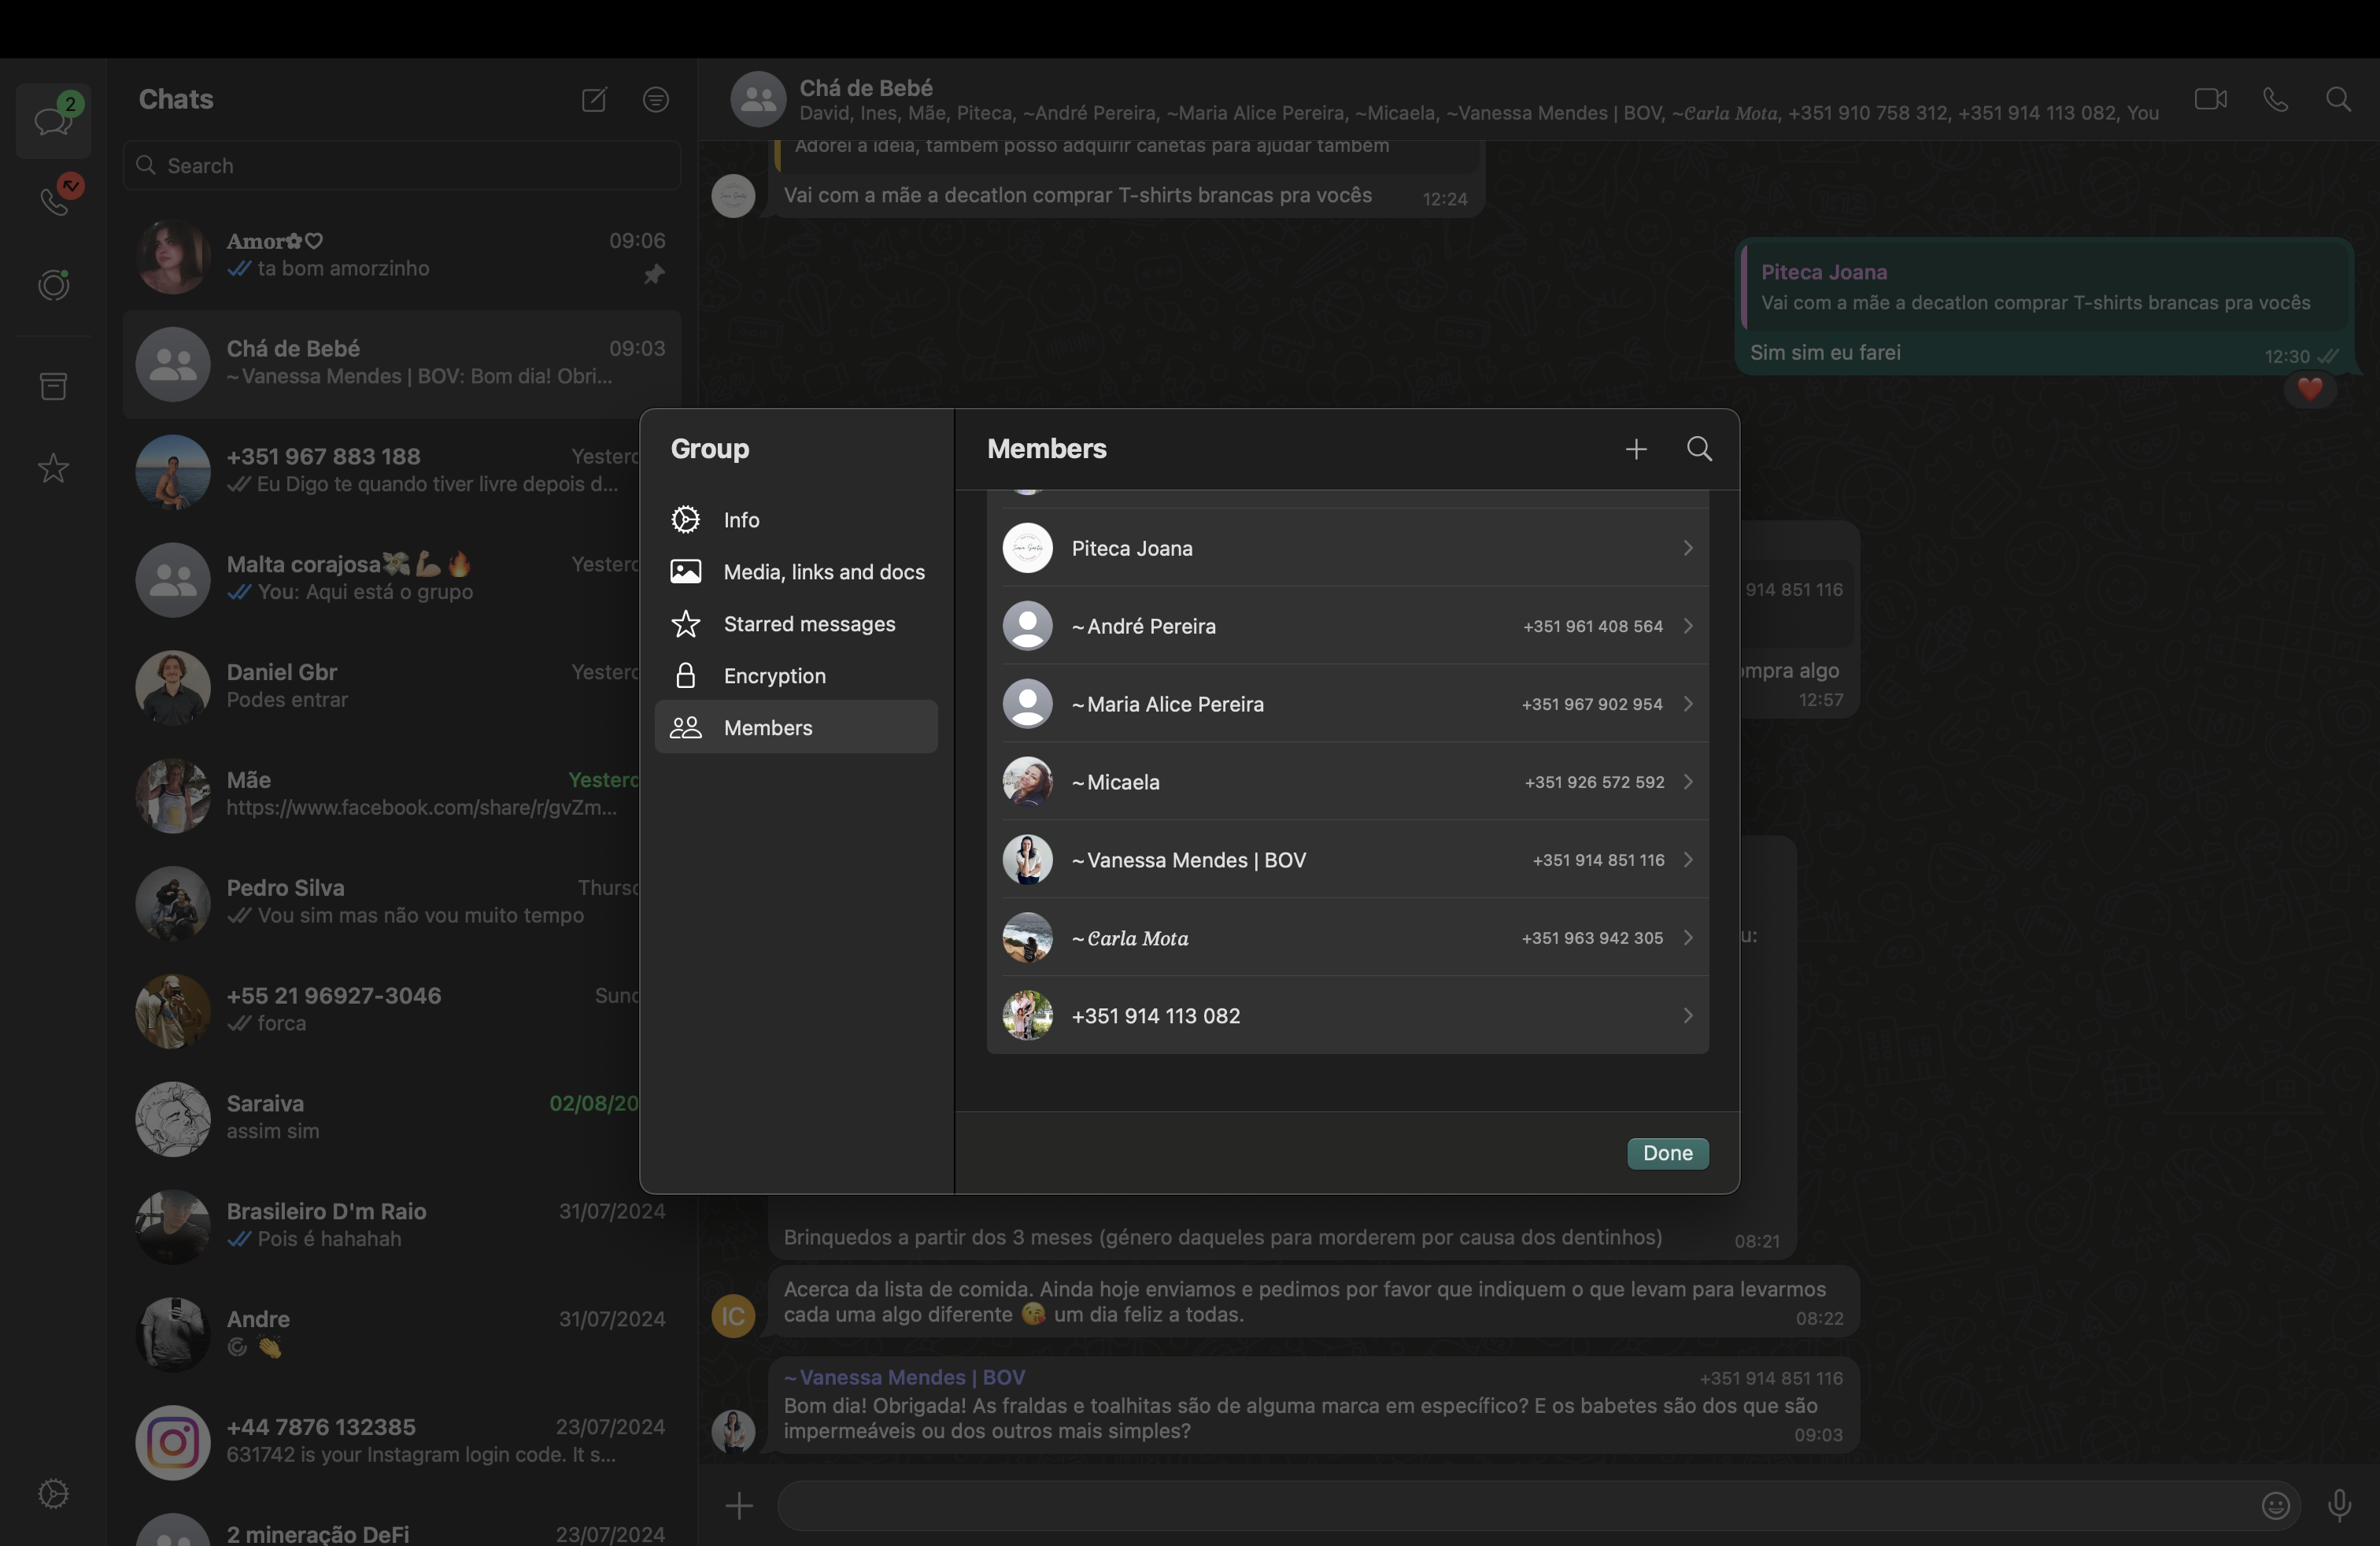 2
Chats
Search
Amor✿♡
09:06
ta bom amorzinho
Chá de Bebé
09:03
~Vanessa Mendes | BOV: Bom dia! Obri...
+351 967 883 188
Yesterd
Eu Digo te quando tiver livre depois d...
Malta corajosa💸💪🔥
Yesterd
You: Aqui está o grupo
Daniel Gbr
Yesterd
Podes entrar
Mãe
Yesterd
https://www.facebook.com/share/r/gvZm...
Pedro Silva
Thursd
Vou sim mas não vou muito tempo
+55 21 96927-3046
Sund
forca
Saraiva
02/08/20
assim sim
Brasileiro D'm Raio
31/07/2024
Pois é hahahah
Andre
31/07/2024
👏
+44 7876 132385
23/07/2024
631742 is your Instagram login code. It s...
2 mineração DeFi
23/07/2024
Chá de Bebé
David, Ines, Mãe, Piteca, ~André Pereira, ~Maria Alice Pereira, ~Micaela, ~Vanessa Mendes | BOV, ~Carla Mota, +351 910 758 312, +351 914 113 082, You
Adorei a ideia, também posso adquirir canetas para ajudar também
Vai com a mãe a decatlon comprar T-shirts brancas pra vocês
12:24
Piteca Joana
Vai com a mãe a decatlon comprar T-shirts brancas pra vocês
Sim sim eu farei
12:30
❤️
914 851 116
ompra algo
12:57
u:
Group
Info
Media, links and docs
Starred messages
Encryption
Members
Members
Piteca Joana
~André Pereira
+351 961 408 564
~Maria Alice Pereira
+351 967 902 954
~Micaela
+351 926 572 592
~Vanessa Mendes | BOV
+351 914 851 116
~Carla Mota
+351 963 942 305
+351 914 113 082
Done
Brinquedos a partir dos 3 meses (género daqueles para morderem por causa dos dentinhos)
08:21
IC
Acerca da lista de comida. Ainda hoje enviamos e pedimos por favor que indiquem o que levam para levarmos
cada uma algo diferente 😘 um dia feliz a todas.
08:22
~Vanessa Mendes | BOV
+351 914 851 116
Bom dia! Obrigada! As fraldas e toalhitas são de alguma marca em específico? E os babetes são dos que são
impermeáveis ou dos outros mais simples?
09:03